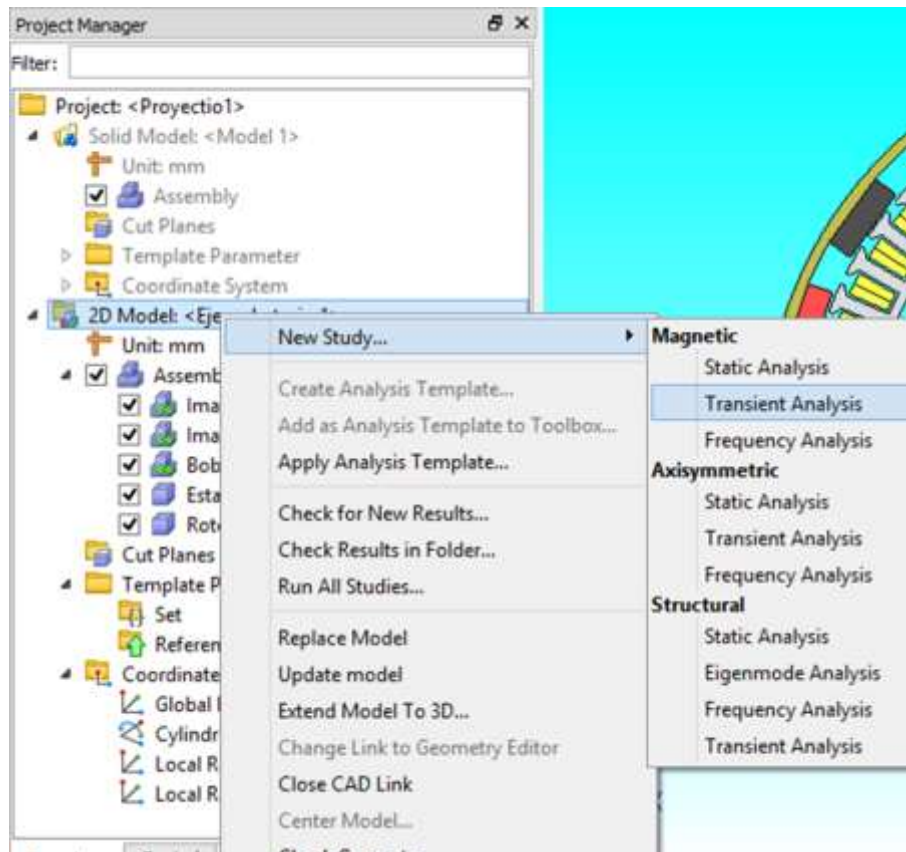 Project Manager
Filter:
Project: <Proyectio1>
Solid Model: <Model 1>
Unit: mm
Assembly
Cut Planes
Template Parameter
Coordinate System
2D Model: <Eje
Unit: mm
Assemb
Ima
Ima
Bob
Esta
Roto
Cut Planes
Template P
Set
Referen
Coordinate
Global
Cylindr
Local R
Local R
New Study...
Create Analysis Template...
Add as Analysis Template to Toolbox...
Apply Analysis Template...
Check for New Results...
Check Results in Folder...
Run All Studies...
Replace Model
Update model
Extend Model To 3D...
Change Link to Geometry Editor
Close CAD Link
Center Model...
Magnetic
Static Analysis
Transient Analysis
Frequency Analysis
Axisymmetric
Static Analysis
Transient Analysis
Frequency Analysis
Structural
Static Analysis
Eigenmode Analysis
Frequency Analysis
Transient Analysis